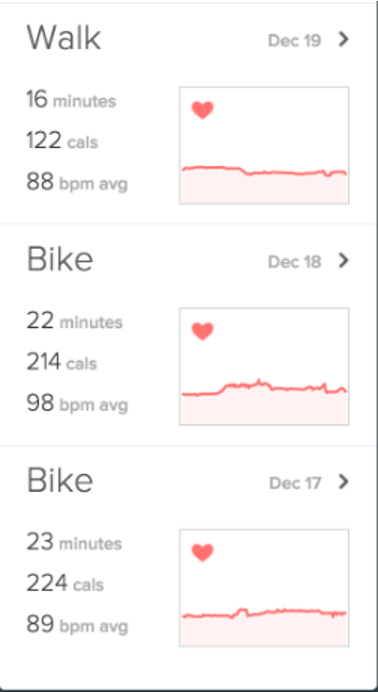 Walk Dec 19
16 minutes
122 cals
88 bpm avg
Bike Dec 18
22 minutes
214 cals
98 bpm avg
Bike Dec 17
23 minutes
224 cals
89 bpm avg